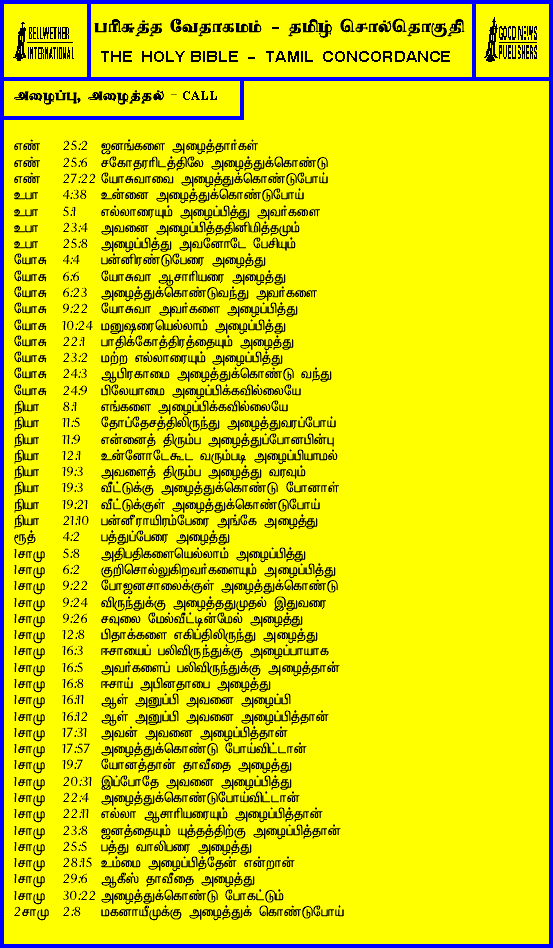 BELLWETHER
INTERNATIONAL
பரிசுத்த வேதாகமம் - தமிழ் சொல்தொகுதி
THE HOLY BIBLE - TAMIL CONCORDANCE
GOOD NEWS
PUBLISHERS
அழைப்பு, அழைத்தல் - CALL
எண் 25:2 ஜனங்களை அழைத்தார்கள்
எண் 25:6 சகோதரரிடத்திலே அழைத்துக்கொண்டு
எண் 27:22 யோசுவாவை அழைத்துக்கொண்டுபோய்
உபா 4:38 உன்னை அழைத்துக்கொண்டுபோய்
உபா 5:1 எல்லாரையும் அழைப்பித்து அவர்களை
உபா 23:4 அவனை அழைப்பித்ததினிமித்தமும்
உபா 25:8 அழைப்பித்து அவனோடே பேசியும்
யோசு 4:4 பன்னிரண்டுபேரை அழைத்து
யோசு 6:6 யோசுவா ஆசாரியரை அழைத்து
யோசு 6:23 அழைத்துக்கொண்டுவந்து அவர்களை
யோசு 9:22 யோசுவா அவர்களை அழைப்பித்து
யோசு 10:24 மனுஷரையெல்லாம் அழைப்பித்து
யோசு 22:1 பாதிக்கோத்திரத்தையும் அழைத்து
யோசு 23:2 மற்ற எல்லாரையும் அழைப்பித்து
யோசு 24:3 ஆபிரகாமை அழைத்துக்கொண்டு வந்து
யோசு 24:9 பிலேயாமை அழைப்பிக்கவில்லையே
நியா 8:1 எங்களை அழைப்பிக்கவில்லையே
நியா 11:5 தோப்தேசத்திலிருந்து அழைத்துவரப்போய்
நியா 11:9 என்னைத் திரும்ப அழைத்துப்போனபின்பு
நியா 12:1 உன்னோடேகூட வரும்படி அழைப்பியாமல்
நியா 19:3 அவளைத் திரும்ப அழைத்து வரவும்
நியா 19:3 வீட்டுக்கு அழைத்துக்கொண்டு போனாள்
நியா 19:21 வீட்டுக்குள் அழைத்துக்கொண்டுபோய்
நியா 21:10 பன்னீராயிரம்பேரை அங்கே அழைத்து
ரூத் 4:2 பத்துப்பேரை அழைத்து
1சாமு 5:8 அதிபதிகளையெல்லாம் அழைப்பித்து
1சாமு 6:2 குறிசொல்லுகிறவர்களையும் அழைப்பித்து
1சாமு 9:22 போஜனசாலைக்குள் அழைத்துக்கொண்டு
1சாமு 9:24 விருந்துக்கு அழைத்ததுமுதல் இதுவரை
1சாமு 9:26 சவுலை மேல்வீட்டின்மேல் அழைத்து
1சாமு 12:8 பிதாக்களை எகிப்திலிருந்து அழைத்து
1சாமு 16:3 ஈசாயைப் பலிவிருந்துக்கு அழைப்பாயாக
1சாமு 16:5 அவர்களைப் பலிவிருந்துக்கு அழைத்தான்
1சாமு 16:8 ஈசாய் அபினதாபை அழைத்து
1சாமு 16:11 ஆள் அனுப்பி அவனை அழைப்பி
1சாமு 16:12 ஆள் அனுப்பி அவனை அழைப்பித்தான்
1சாமு 17:31 அவன் அவனை அழைப்பித்தான்
1சாமு 17:57 அழைத்துக்கொண்டு போய்விட்டான்
1சாமு 19:7 யோனத்தான் தாவீதை அழைத்து
1சாமு 20:31 இப்போதே அவனை அழைப்பித்து
1சாமு 22:4 அழைத்துக்கொண்டுபோய்விட்டான்
1சாமு 22:11 எல்லா ஆசாரியரையும் அழைப்பித்தான்
1சாமு 23:8 ஜனத்தையும் யுத்தத்திற்கு அழைப்பித்தான்
1சாமு 25:5 பத்து வாலிபரை அழைத்து
1சாமு 28:15 உம்மை அழைப்பித்தேன் என்றான்
1சாமு 29:6 ஆகீஸ் தாவீதை அழைத்து
1சாமு 30:22 அழைத்துக்கொண்டு போகட்டும்
2சாமு 2:8 மகனாயீமுக்கு அழைத்துக் கொண்டுபோய்